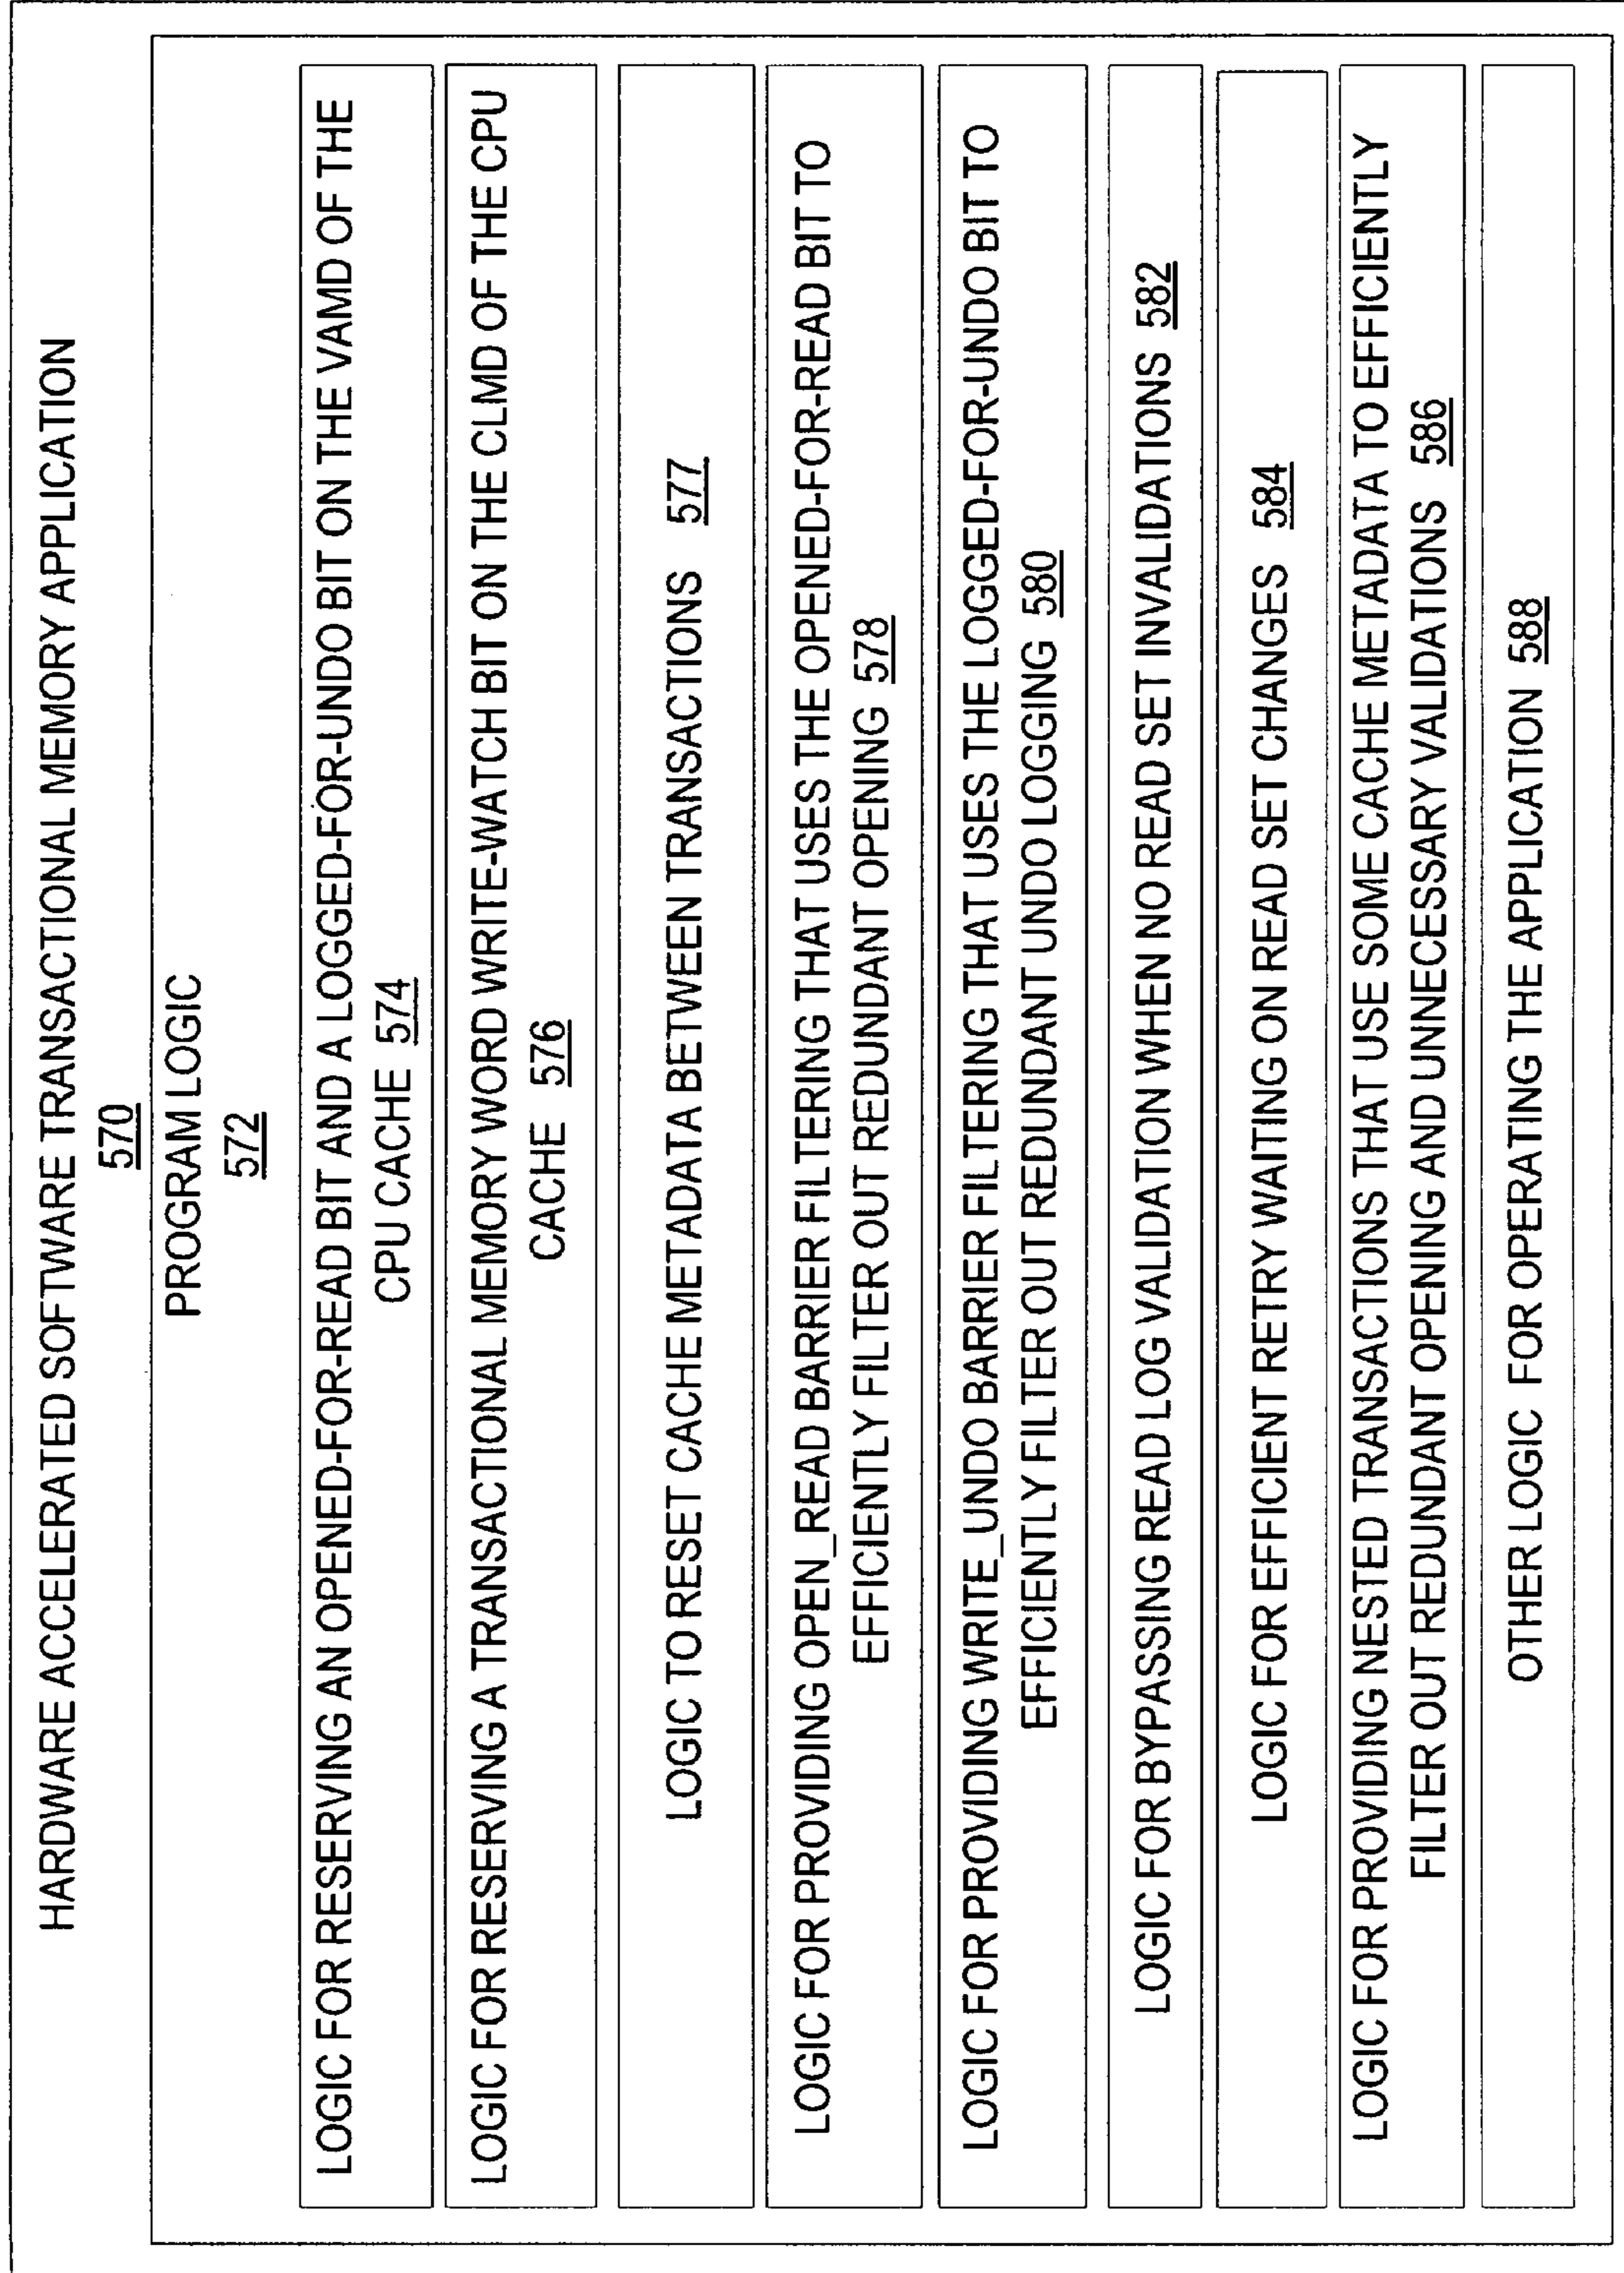 HARDWARE ACCELERATED SOFTWARE TRANSACTIONAL MEMORY APPLICATION
570
PROGRAM LOGIC
572
LOGIC FOR RESERVING AN OPENED-FOR-READ BIT AND A LOGGED-FOR-UNDO BIT ON THE VAMD OF THE
CPU CACHE 574
LOGIC FOR RESERVING A TRANSACTIONAL MEMORY WORD WRITE-WATCH BIT ON THE CLMD OF THE CPU
CACHE 576
LOGIC TO RESET CACHE METADATA BETWEEN TRANSACTIONS 577
LOGIC FOR PROVIDING OPEN_READ BARRIER FILTERING THAT USES THE OPENED-FOR-READ BIT TO
EFFICIENTLY FILTER OUT REDUNDANT OPENING 578
LOGIC FOR PROVIDING WRITE_UNDO BARRIER FILTERING THAT USES THE LOGGED-FOR-UNDO BIT TO
EFFICIENTLY FILTER OUT REDUNDANT UNDO LOGGING 580
LOGIC FOR BYPASSING READ LOG VALIDATION WHEN NO READ SET INVALIDATIONS 582
LOGIC FOR EFFICIENT RETRY WAITING ON READ SET CHANGES 584
LOGIC FOR PROVIDING NESTED TRANSACTIONS THAT USE SOME CACHE METADATA TO EFFICIENTLY
FILTER OUT REDUNDANT OPENING AND UNNECESSARY VALIDATIONS 586
OTHER LOGIC FOR OPERATING THE APPLICATION 588